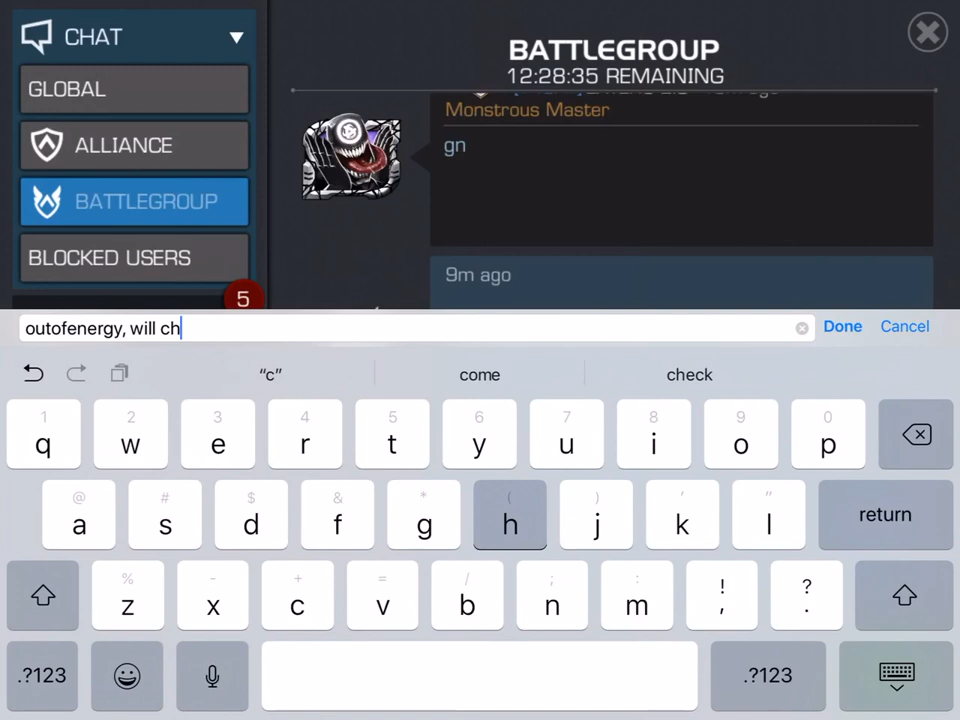 CHAT
GLOBAL
ALLIANCE
BATTLEGROUP
BLOCKED USERS
5
BATTLEGROUP
12:28:35 REMAINING
Monstrous Master
gn
9m ago
outofenergy, will ch
Done
Cancel
“c”
come
check
1 2 3 4 5 6 7 8 9 0
q w e r t y u i o p
@ # $ & * ( ) ' "
a s d f g h j k l return
% - + = / ; : ! ?
z x c v b n m , .
.?123
.?123